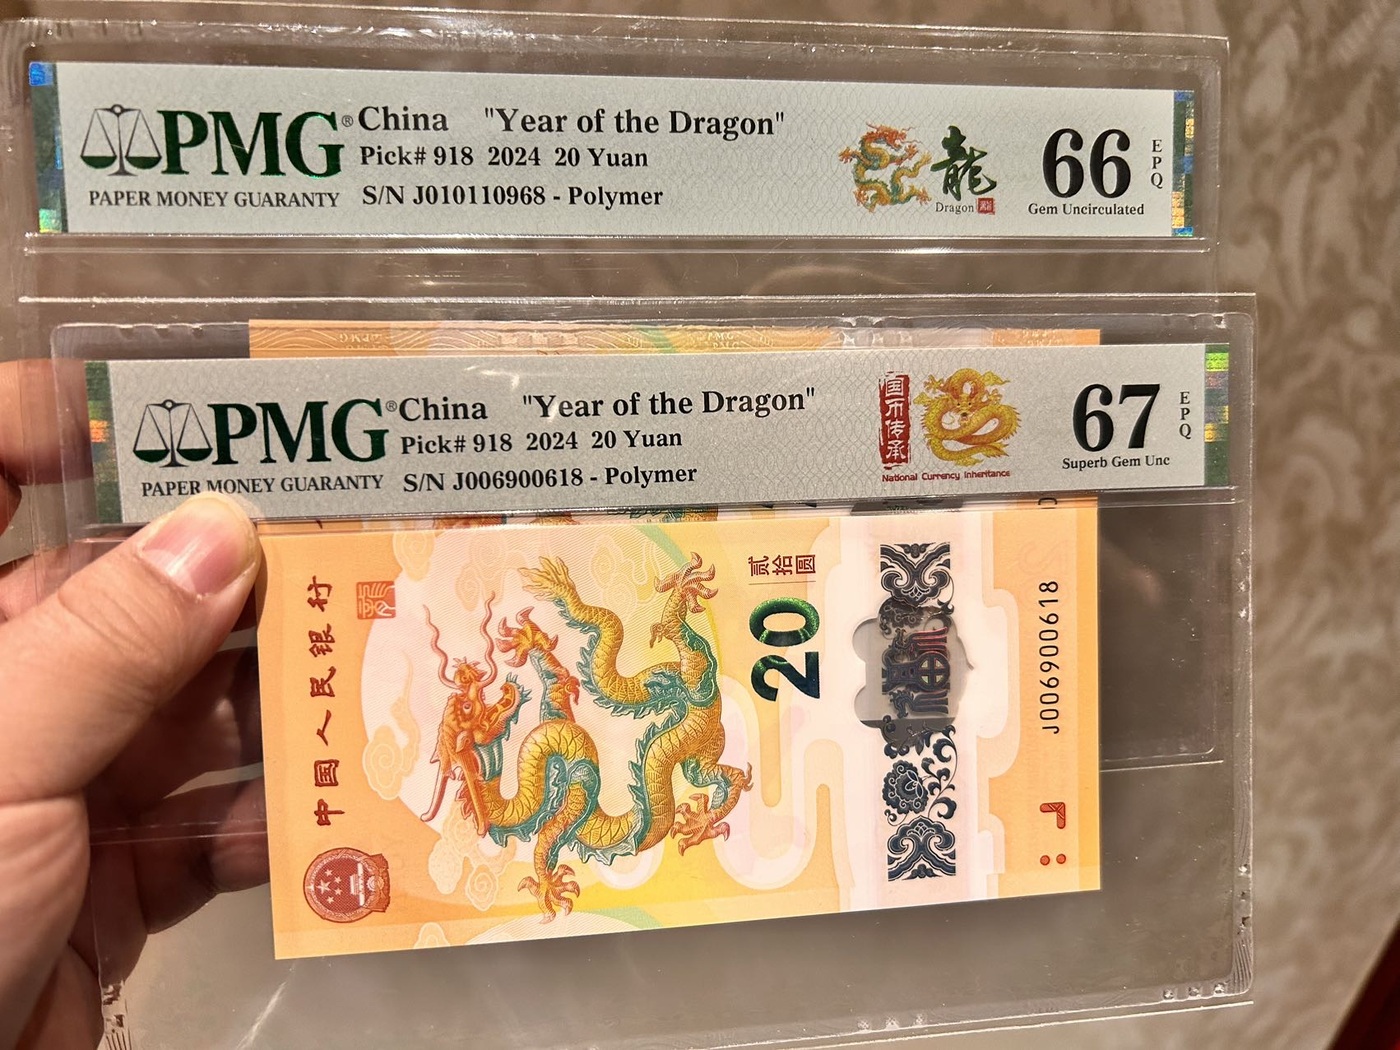 PMG® China "Year of the Dragon"
Pick# 918 2024 20 Yuan
PAPER MONEY GUARANTY S/N J010110968 - Polymer
龍
Dragon
66
Gem Uncirculated
EPQ
PMG® China "Year of the Dragon"
Pick# 918 2024 20 Yuan
PAPER MONEY GUARANTY S/N J006900618 - Polymer
国币传承
National Currency Inheritance
67
Superb Gem Unc
EPQ
中国人民银行
贰拾圆
20
J006900618